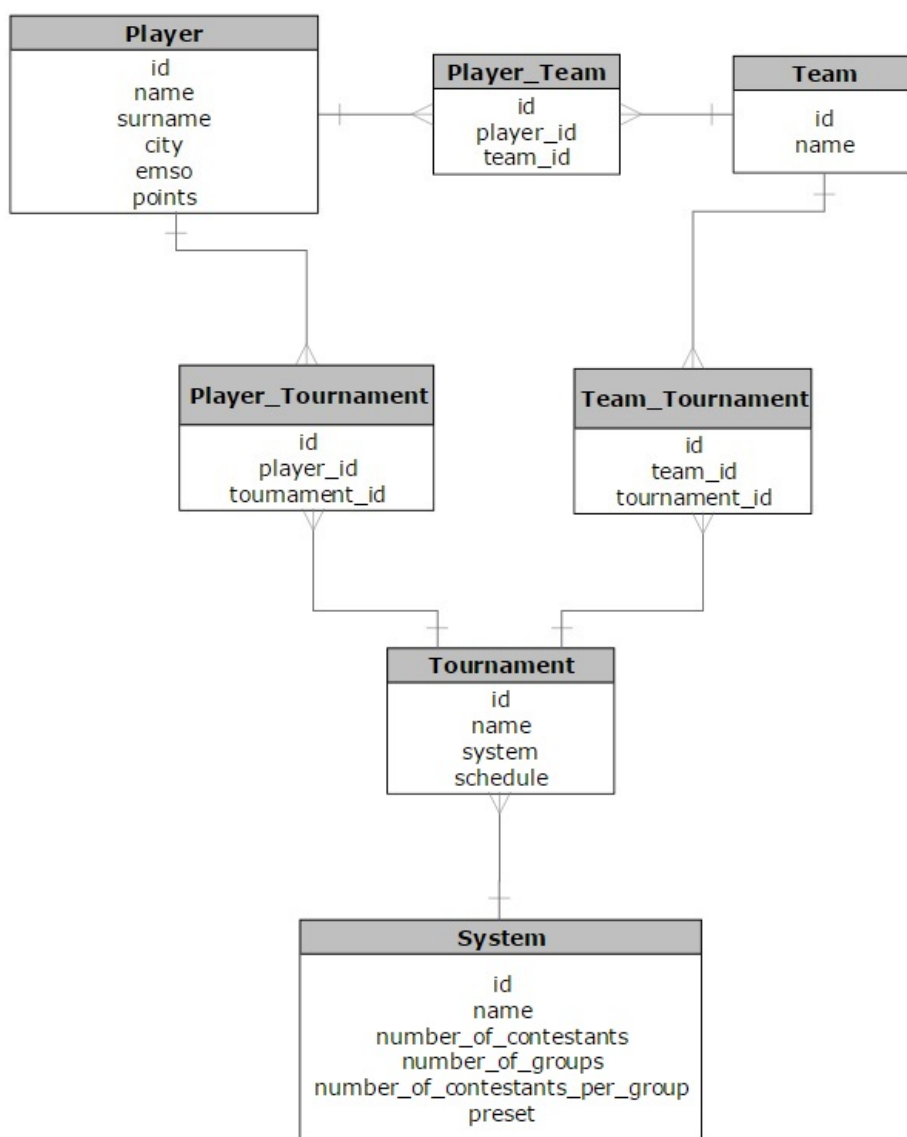 Player
id
name
surname
city
emso
points
Player_Team
id
player_id
team_id
Team
id
name
Player_Tournament
id
player_id
tournament_id
Team_Tournament
id
team_id
tournament_id
Tournament
id
name
system
schedule
System
id
name
number_of_contestants
number_of_groups
number_of_contestants_per_group
preset